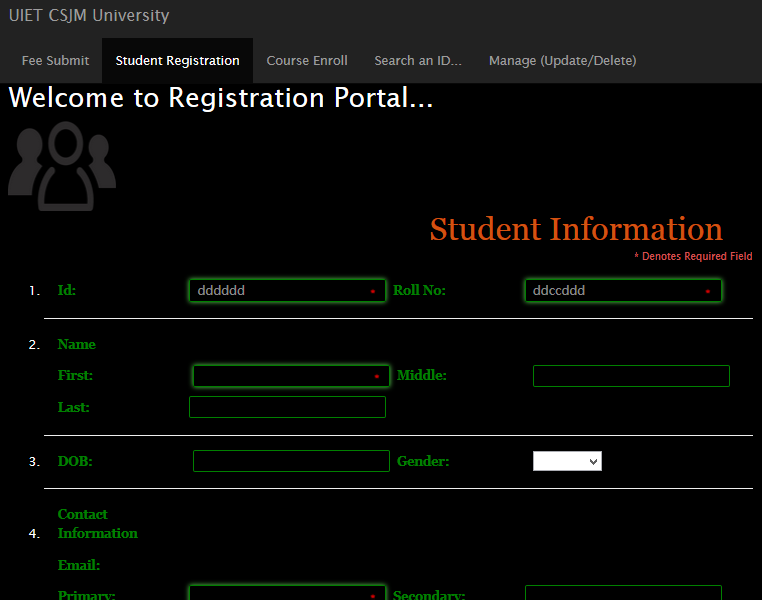 UIET CSJM University
Fee Submit Student Registration Course Enroll Search an ID... Manage (Update/Delete)
Welcome to Registration Portal...
Student Information
* Denotes Required Field
1. Id: dddddd * Roll No: ddccddd *
2. Name
First: * Middle:
Last:
3. DOB: Gender:
Contact
4. Information
Email:
Primary: * Secondary: